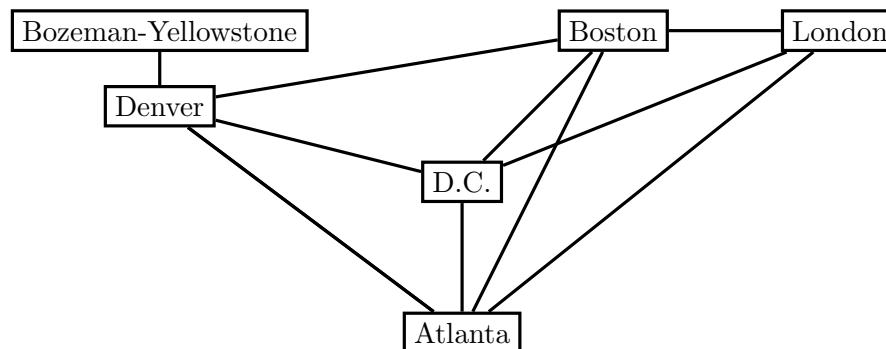 Bozeman-Yellowstone
Boston
London
Denver
D.C.
Atlanta